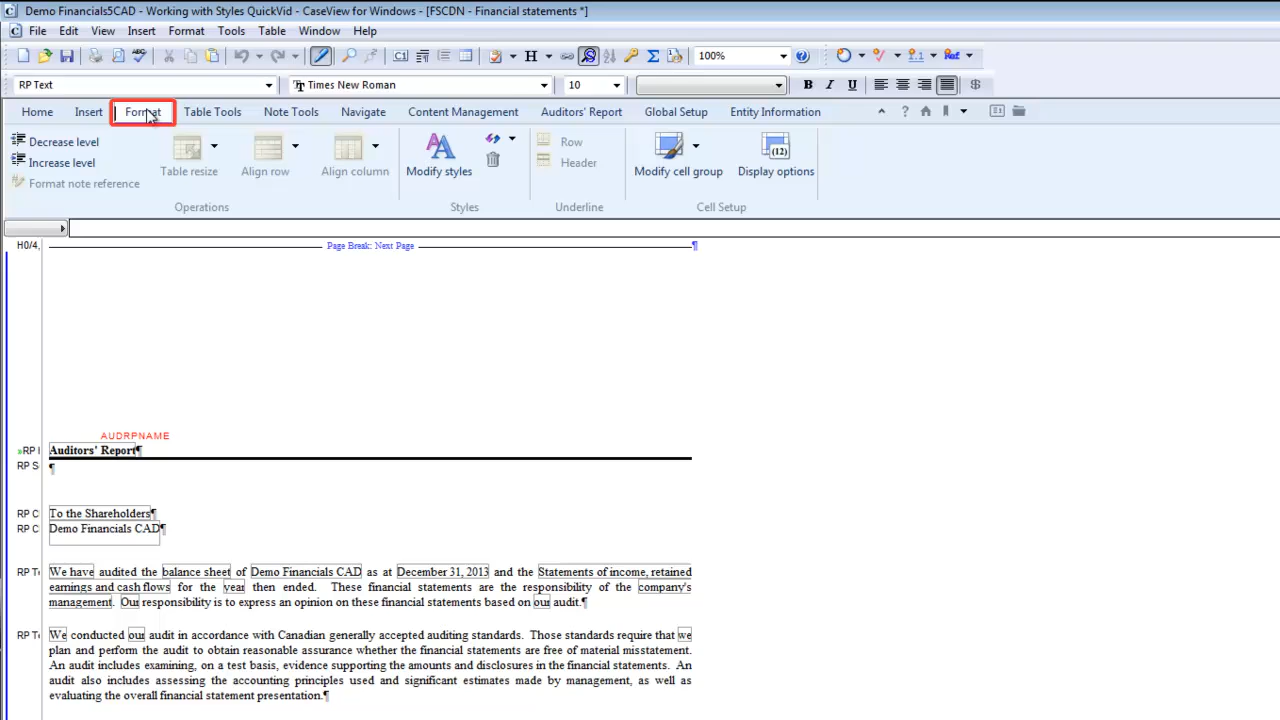 Demo Financials5CAD - Working with Styles QuickVid - CaseView for Windows - [FSCDN - Financial statements *]
File Edit View Insert Format Tools Table Window Help
H 100%
RP Text Times New Roman 10 B I U $
Home Insert Format Table Tools Note Tools Navigate Content Management Auditors' Report Global Setup Entity Information
Decrease level
Increase level
Format note reference
Table resize Align row Align column Modify styles Row Header Modify cell group (12) Display options
Operations Styles Underline Cell Setup
H0/4, Page Break: Next Page ¶
AUDRPNAME
»RP I Auditors' Report¶
RP S ¶
RP C To the Shareholders¶
RP C Demo Financials CAD¶
RP T We have audited the balance sheet of Demo Financials CAD as at December 31, 2013 and the Statements of income, retained
earnings and cash flows for the year then ended. These financial statements are the responsibility of the company's
management. Our responsibility is to express an opinion on these financial statements based on our audit.¶
RP T We conducted our audit in accordance with Canadian generally accepted auditing standards. Those standards require that we
plan and perform the audit to obtain reasonable assurance whether the financial statements are free of material misstatement.
An audit includes examining, on a test basis, evidence supporting the amounts and disclosures in the financial statements. An
audit also includes assessing the accounting principles used and significant estimates made by management, as well as
evaluating the overall financial statement presentation.¶